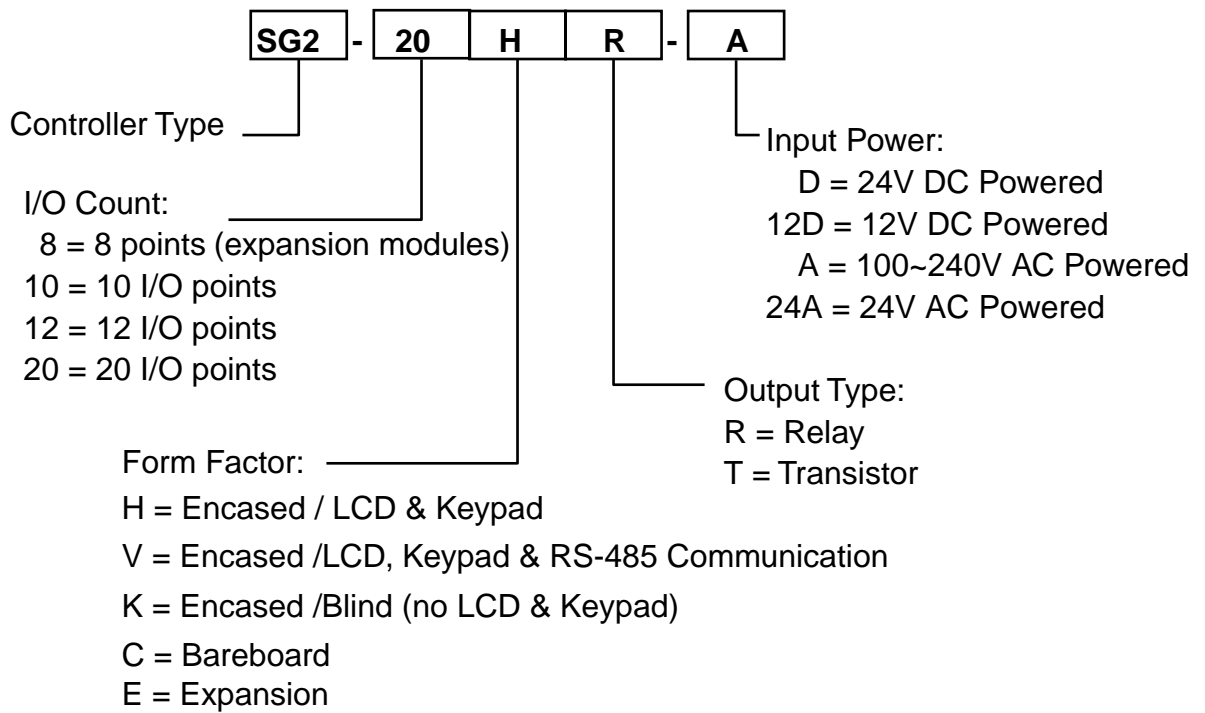 SG2 - 20 H R - A
Controller Type
I/O Count:
8 = 8 points (expansion modules)
10 = 10 I/O points
12 = 12 I/O points
20 = 20 I/O points
Form Factor:
H = Encased / LCD & Keypad
V = Encased /LCD, Keypad & RS-485 Communication
K = Encased /Blind (no LCD & Keypad)
C = Bareboard
E = Expansion
Output Type:
R = Relay
T = Transistor
Input Power:
D = 24V DC Powered
12D = 12V DC Powered
A = 100~240V AC Powered
24A = 24V AC Powered